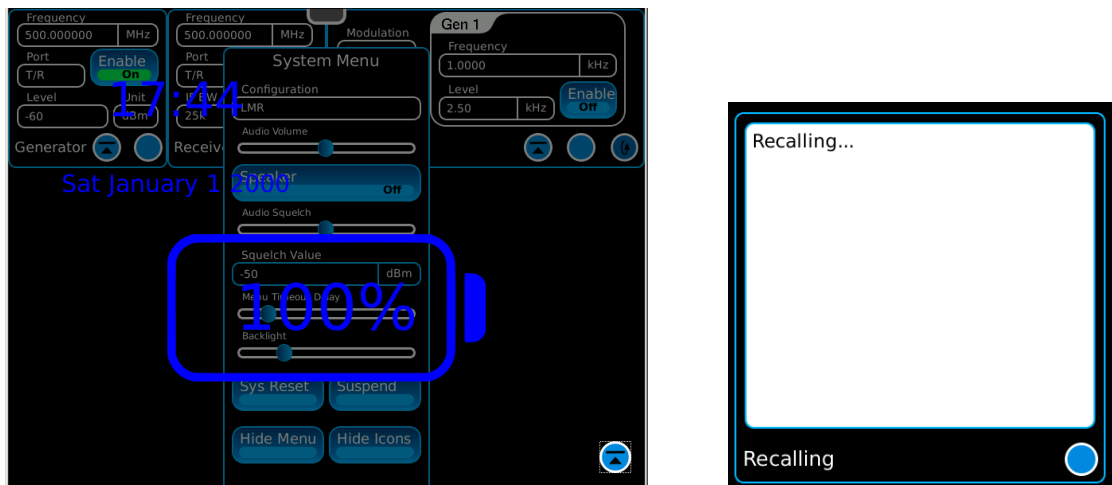 Frequency
500.000000 MHz
Port
T/R
Enable
On
Level
-60
Unit
dBm
Generator
Frequency
500.000000 MHz
Port
T/R
IF BW
25k
Receiv
Modulation
17:44
Sat January 1 2000
System Menu
Configuration
LMR
Audio Volume
Speaker
Off
Audio Squelch
Squelch Value
-50 dBm
Menu Timeout Delay
100%
Backlight
Sys Reset Suspend
Hide Menu Hide Icons
Gen 1
Frequency
1.0000 kHz
Level
2.50 kHz
Enable
Off
Recalling...
Recalling